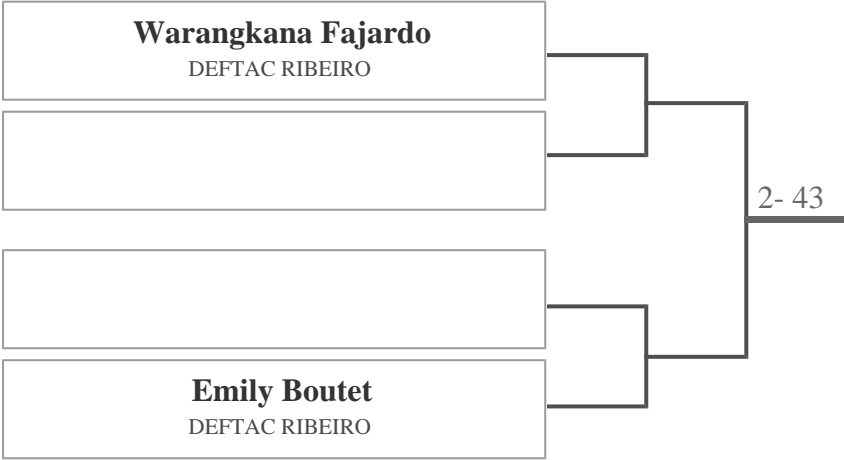 Warangkana Fajardo
DEFTAC RIBEIRO
2- 43
Emily Boutet
DEFTAC RIBEIRO